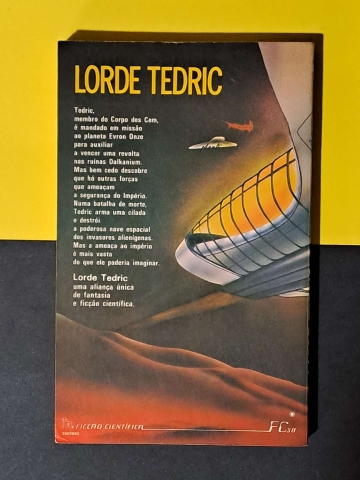 LORDE TEDRIC
Tedric,
membro do Corpo dos Cem,
é mandado em missão
ao planeta Evron Onze
para auxiliar
a vencer uma revolta
nas ruínas Dalkanium.
Mas bem cedo descobre
que há outras forças
que ameaçam
a segurança do Império.
Numa batalha de morte,
Tedric arma uma cilada
e destrói
a poderosa nave espacial
dos invasores alienígenas.
Mas a ameaça ao império
é mais vasta
do que ele poderia imaginar.
Lorde Tedric
uma aliança única
de fantasia
e ficção científica.
FICÇÃO CIENTÍFICA
FC